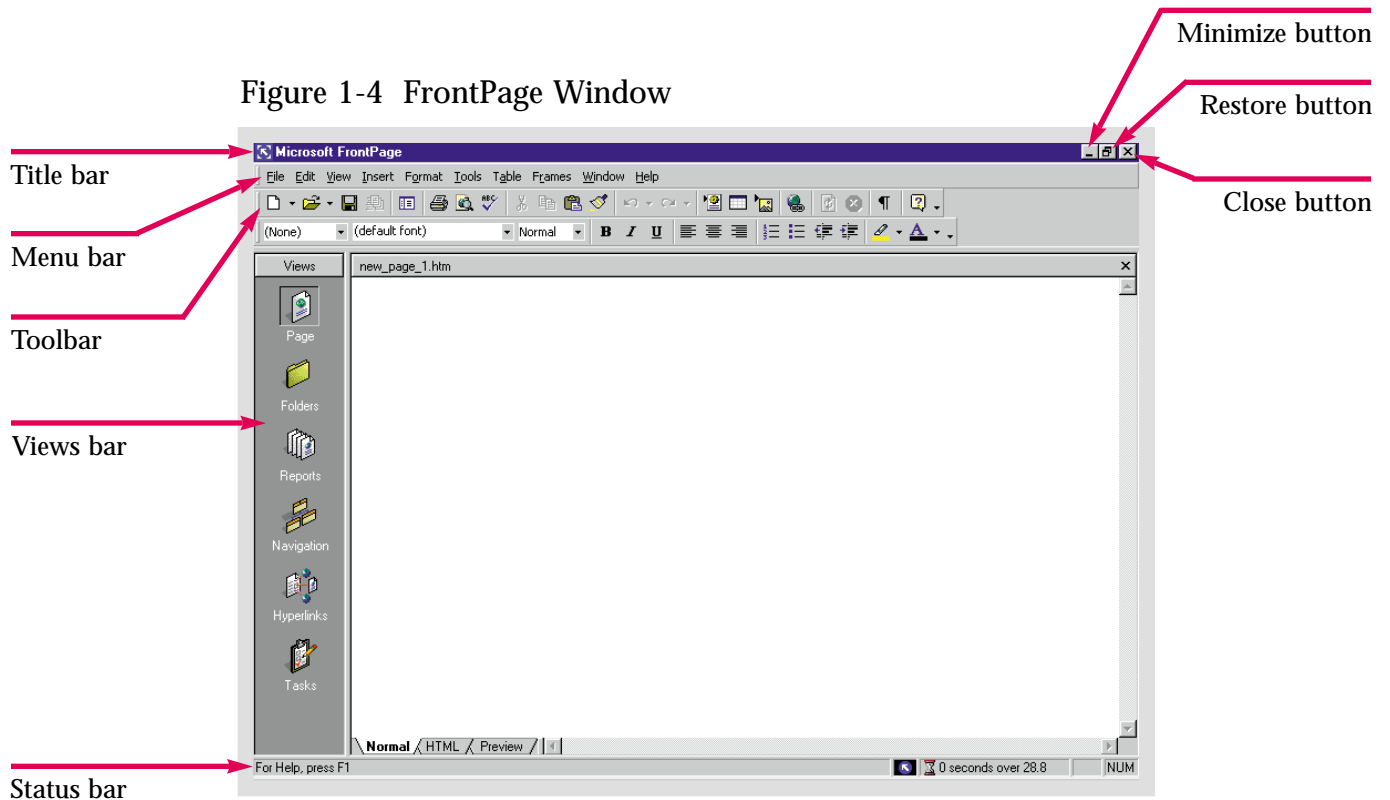 Minimize button
Figure 1-4 FrontPage Window
Restore button
Microsoft FrontPage
Title bar
File Edit View Insert Format Tools Table Frames Window Help
Close button
ABC
(None) (default font) Normal B I U A
Menu bar
Views new_page_1.htm
Page
Toolbar
Folders
Views bar
Reports
Navigation
Hyperlinks
Tasks
Normal HTML Preview
For Help, press F1 0 seconds over 28.8 NUM
Status bar